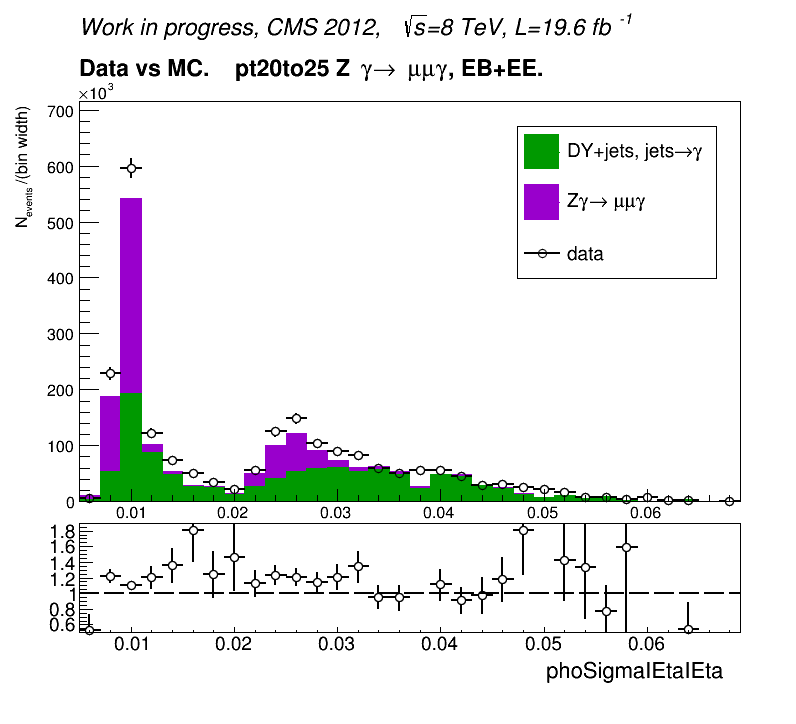 Work in progress, CMS 2012, √s=8 TeV, L=19.6 fb -1
Data vs MC. pt20to25 Z γ→ μμγ, EB+EE.
×10³
N events /(bin width)
700
600
500
400
300
200
100
0
DY+jets, jets→γ
Zγ→ μμγ
data
0.01 0.02 0.03 0.04 0.05 0.06
1.8
1.6
1.4
1.2
1
0.8
0.6
0.01 0.02 0.03 0.04 0.05 0.06
phoSigmaIEtaIEta